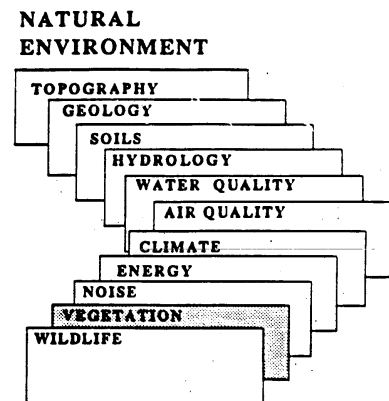 NATURAL
ENVIRONMENT
TOPOGRAPHY
GEOLOGY
SOILS
HYDROLOGY
WATER QUALITY
AIR QUALITY
CLIMATE
ENERGY
NOISE
VEGETATION
WILDLIFE